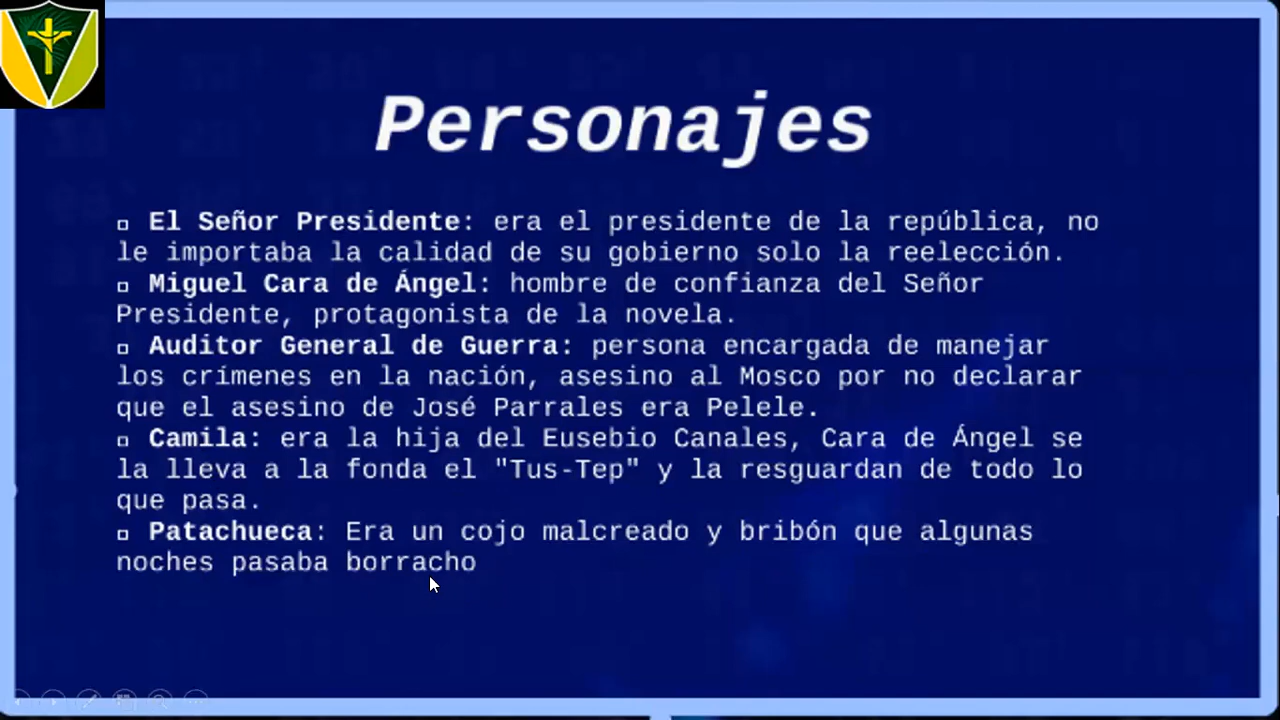 Personajes
▯ El Señor Presidente: era el presidente de la república, no
le importaba la calidad de su gobierno solo la reelección.
▯ Miguel Cara de Ángel: hombre de confianza del Señor
Presidente, protagonista de la novela.
▯ Auditor General de Guerra: persona encargada de manejar
los crímenes en la nación, asesino al Mosco por no declarar
que el asesino de José Parrales era Pelele.
▯ Camila: era la hija del Eusebio Canales, Cara de Ángel se
la lleva a la fonda el "Tus-Tep" y la resguardan de todo lo
que pasa.
▯ Patachueca: Era un cojo malcreado y bribón que algunas
noches pasaba borracho